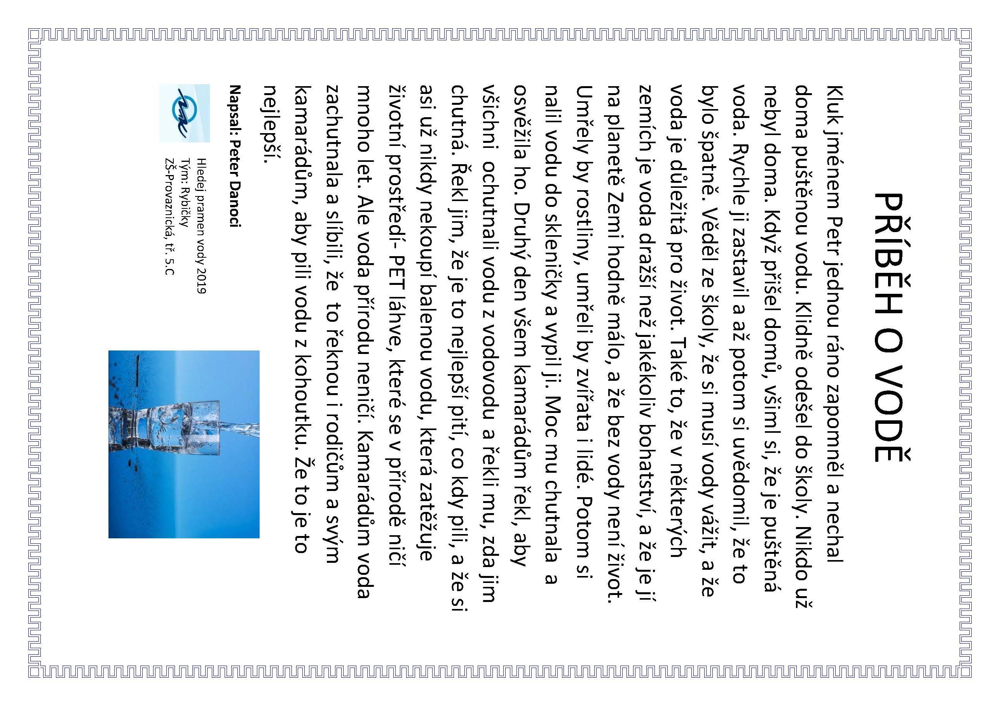 PŘÍBĚH O VODĚ
Kluk jménem Petr jednou ráno zapomněl a nechal
doma puštěnou vodu. Klidně odešel do školy. Nikdo už
nebyl doma. Když přišel domů, všiml si, že je puštěná
voda. Rychle ji zastavil a až potom si uvědomil, že to
bylo špatně. Věděl ze školy, že si musí vody vážit, a že
voda je důležitá pro život. Také to, že v některých
zemích je voda dražší než jakékoliv bohatství, a že je jí
na planetě Zemi hodně málo, a že bez vody není život.
Umřely by rostliny, umřeli by zvířata i lidé. Potom si
nalil vodu do skleničky a vypil ji. Moc mu chutnala a
osvěžila ho. Druhý den všem kamarádům řekl, aby
všichni ochutnali vodu z vodovodu a řekli mu, zda jim
chutná. Řekl jim, že je to nejlepší pití, co kdy pili, a že si
asi už nikdy nekoupí balenou vodu, která zatěžuje
životní prostředí- PET láhve, které se v přírodě ničí
mnoho let. Ale voda přírodu neničí. Kamarádům voda
zachutnala a slíbili, že to řeknou i rodičům a svým
kamarádům, aby pili vodu z kohoutku. Že to je to
nejlepší.
Napsal: Peter Danoci
Hledej pramen vody 2019
Tým: Rybičky
ZŠ-Provaznická, tř. 5.C